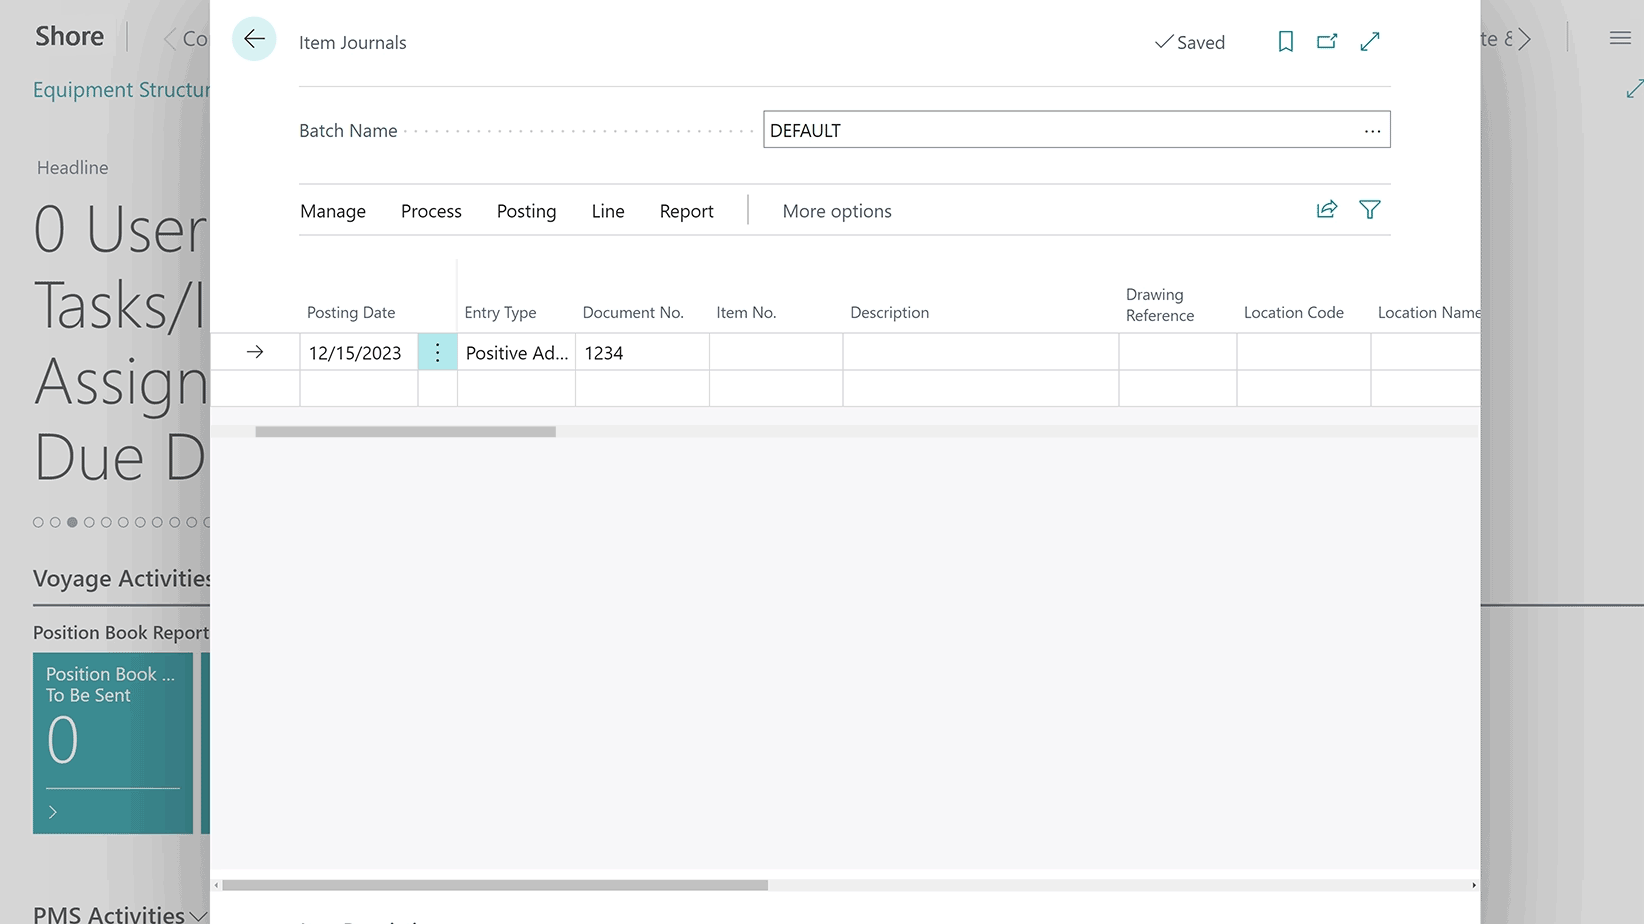 Shore
Co
te &
Equipment Structur
Headline
0 User
Tasks/I
Assign
Due D
Voyage Activities
Position Book Report
Position Book ...
To Be Sent
0
PMS Activities
Item Journals
Saved
Batch Name
DEFAULT
...
Manage Process Posting Line Report More options
Posting Date Entry Type Document No. Item No. Description Drawing Reference Location Code Location Name
12/15/2023 Positive Ad... 1234